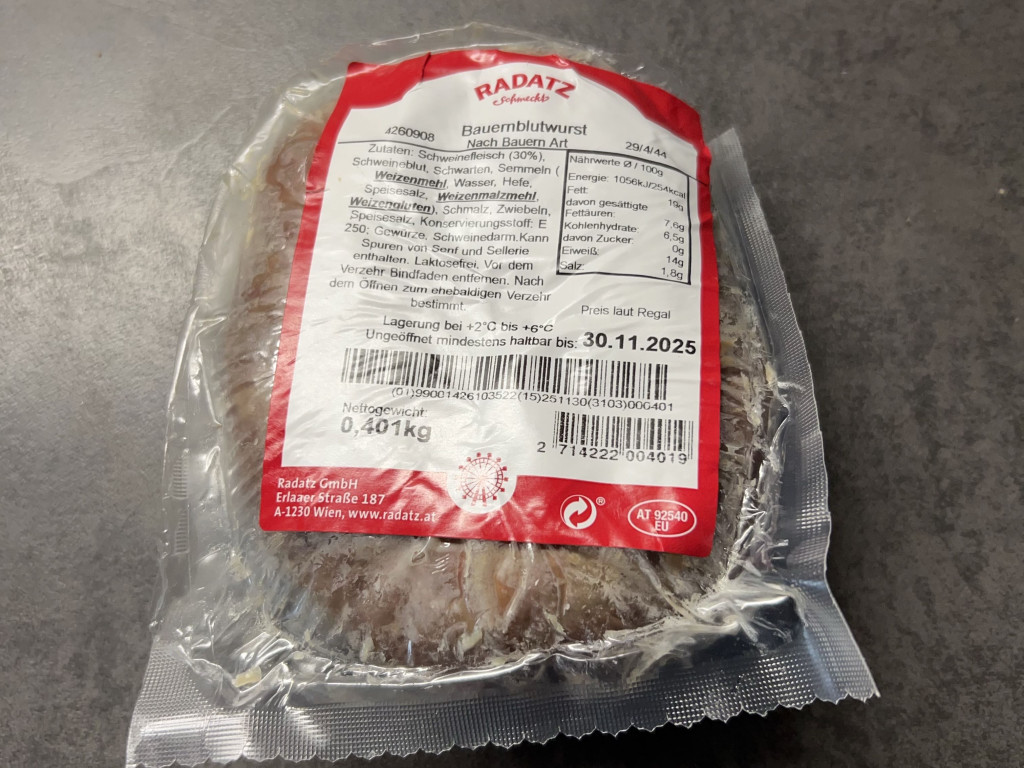 RADATZ
schmeckt
4260908 Bauernblutwurst 29/4/44
Nach Bauern Art
Zutaten: Schweinefleisch (30%),
Schweineblut, Schwarten, Semmeln (
Weizenmehl, Wasser, Hefe,
Speisesalz, Weizenmalzmehl,
Weizengluten), Schmalz, Zwiebeln,
Speisesalz, Konservierungsstoff: E
250; Gewürze, Schweinedarm.Kann
Spuren von Senf und Sellerie
enthalten. Laktosefrei, Vor dem
Verzehr Bindfaden entfernen. Nach
dem Öffnen zum ehebaldigen Verzehr
bestimmt.
Nährwerte Ø / 100g
Energie: 1056kJ/254kcal
Fett: 19g
davon gesättigte
Fettäuren: 7,6g
Kohlenhydrate: 6,5g
davon Zucker: 0g
Eiweiß: 14g
Salz: 1,8g
Preis laut Regal
Lagerung bei +2°C bis +6°C
Ungeöffnet mindestens haltbar bis: 30.11.2025
(01)99001426103522(15)251130(3103)000401
Nettogewicht:
0,401kg
2 714222 004019
Radatz GmbH
Erlaaer Straße 187
A-1230 Wien, www.radatz.at
®
AT 92540
EU